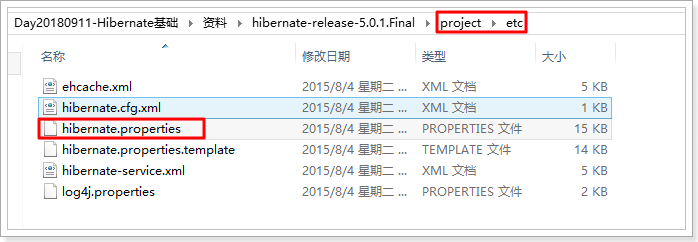 Day20180911-Hibernate基础 › 资料 › hibernate-release-5.0.1.Final › project › etc
名称 修改日期 类型 大小
ehcache.xml 2015/8/4 星期二 ... XML 文档 5 KB
hibernate.cfg.xml 2015/8/4 星期二 ... XML 文档 1 KB
hibernate.properties 2015/8/4 星期二 ... PROPERTIES 文件 15 KB
hibernate.properties.template 2015/8/4 星期二 ... TEMPLATE 文件 14 KB
hibernate-service.xml 2015/8/4 星期二 ... XML 文档 5 KB
log4j.properties 2015/8/4 星期二 ... PROPERTIES 文件 2 KB